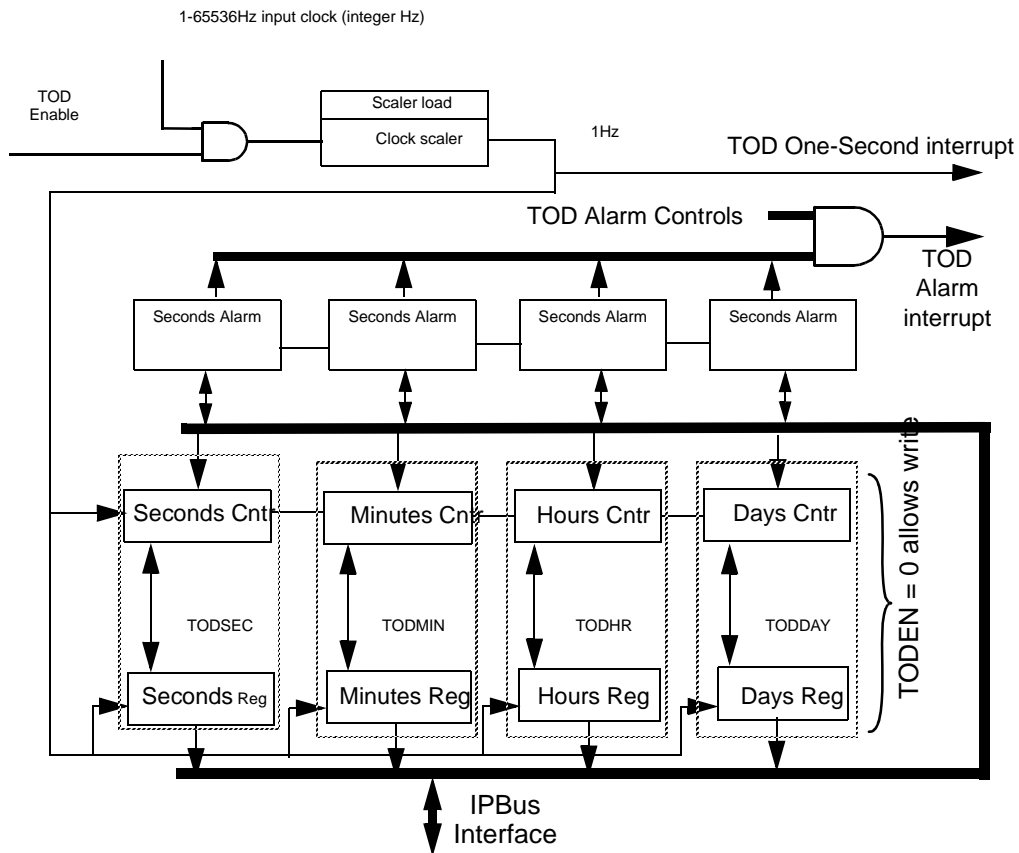 1-65536Hz input clock (integer Hz)
TOD
Enable
Scaler load
Clock scaler
1Hz
TOD One-Second interrupt
TOD Alarm Controls
TOD
Alarm
interrupt
Seconds Alarm
Seconds Alarm
Seconds Alarm
Seconds Alarm
Seconds Cntr
Minutes Cntr
Hours Cntr
Days Cntr
TODSEC
TODMIN
TODHR
TODDAY
Seconds Reg
Minutes Reg
Hours Reg
Days Reg
TODEN = 0 allows write
IPBus
Interface